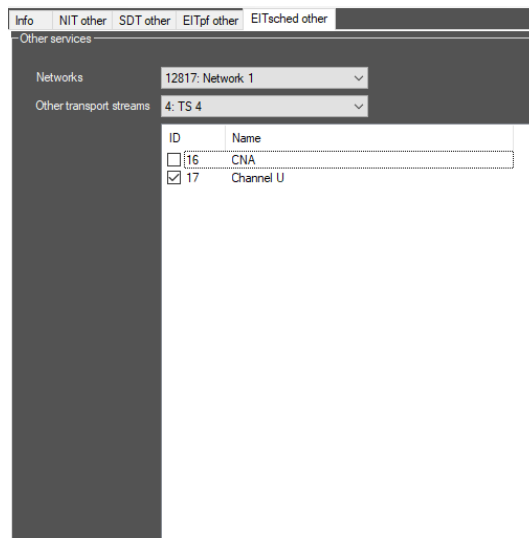 Info NIT other SDT other EITpf other EITsched other
Other services
Networks 12817: Network 1
Other transport streams 4: TS 4
ID Name
16 CNA
17 Channel U